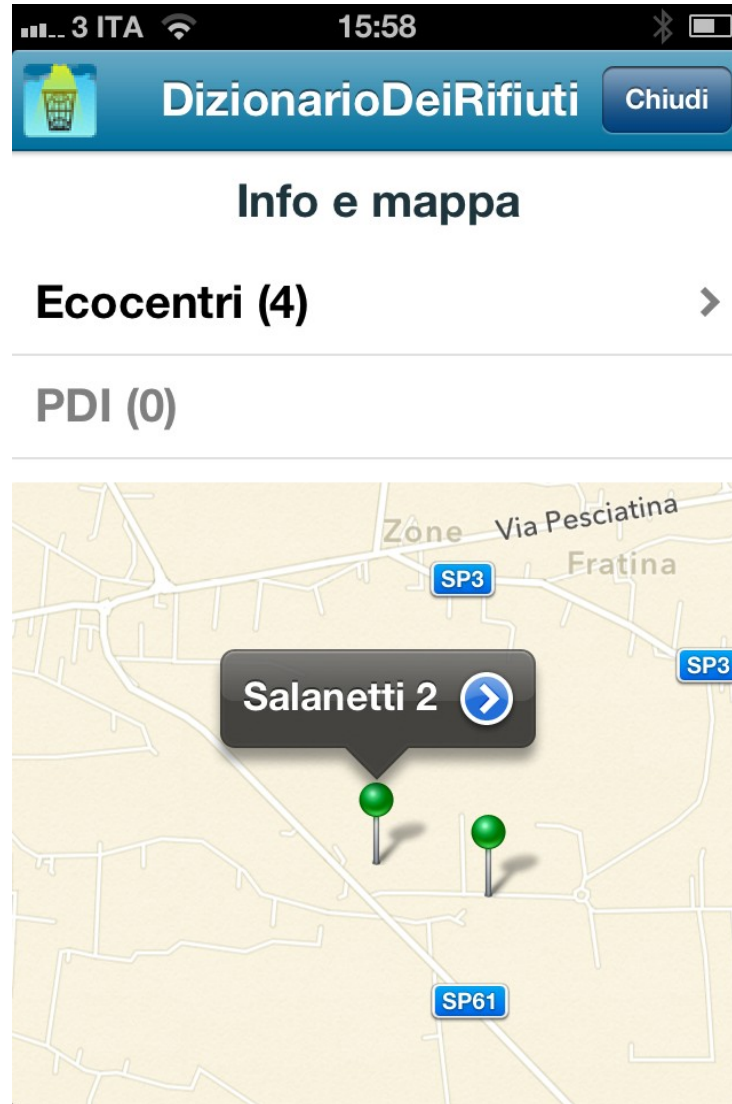 3 ITA 15:58
DizionarioDeiRifiuti Chiudi
Info e mappa
Ecocentri (4)
PDI (0)
Zone Via Pesciatina
Fratina
SP3
SP3
Salanetti 2
SP61